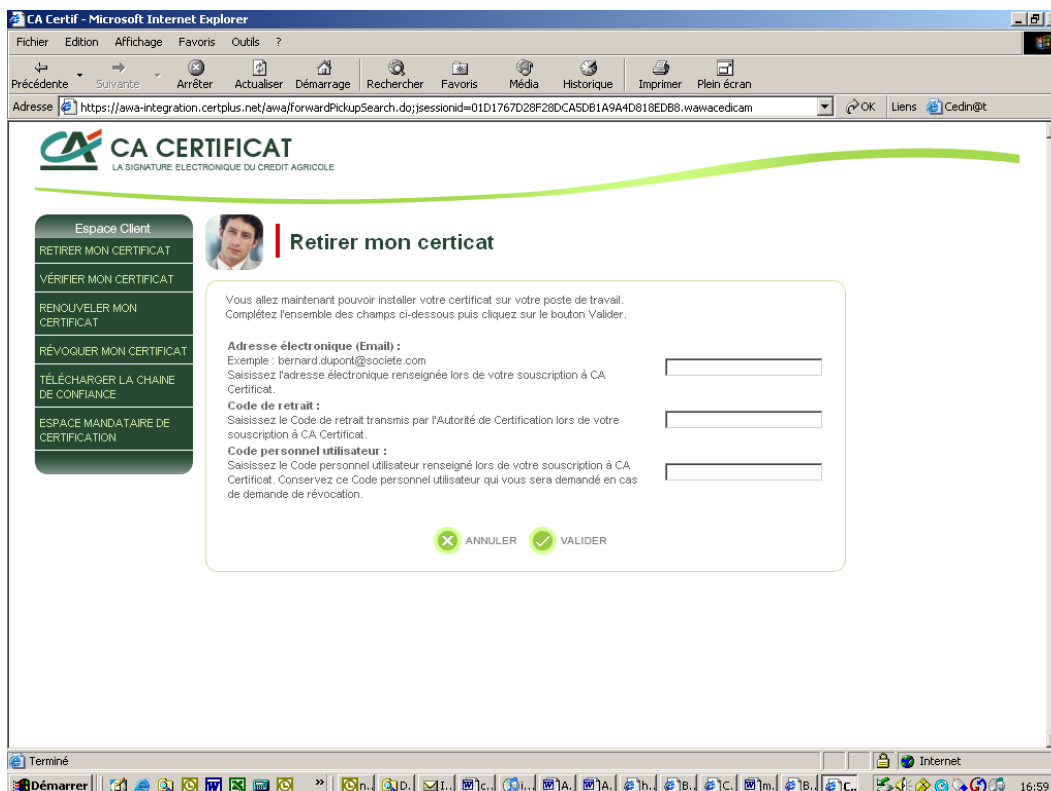 CA Certif - Microsoft Internet Explorer
Fichier Edition Affichage Favoris Outils ?
Précédente Suivante Arrêter Actualiser Démarrage Rechercher Favoris Média Historique Imprimer Plein écran
Adresse https://awa-integration.certplus.net/awa/forwardPickupSearch.do;jsessionid=01D1767D28F28DCA5DB1A9A4D818EDB8.wawacedicam OK Liens Cedin@t
CA CERTIFICAT
LA SIGNATURE ELECTRONIQUE DU CREDIT AGRICOLE
Espace Client
RETIRER MON CERTIFICAT
VÉRIFIER MON CERTIFICAT
RENOUVELER MON
CERTIFICAT
RÉVOQUER MON CERTIFICAT
TÉLÉCHARGER LA CHAINE
DE CONFIANCE
ESPACE MANDATAIRE DE
CERTIFICATION
Retirer mon certicat
Vous allez maintenant pouvoir installer votre certificat sur votre poste de travail.
Complétez l'ensemble des champs ci-dessous puis cliquez sur le bouton Valider.
Adresse électronique (Email) :
Exemple : bernard.dupont@societe.com
Saisissez l'adresse électronique renseignée lors de votre souscription à CA
Certificat.
Code de retrait :
Saisissez le Code de retrait transmis par l'Autorité de Certification lors de votre
souscription à CA Certificat.
Code personnel utilisateur :
Saisissez le Code personnel utilisateur renseigné lors de votre souscription à CA
Certificat. Conservez ce Code personnel utilisateur qui vous sera demandé en cas
de demande de révocation.
ANNULER VALIDER
Terminé Internet
Démarrer » n.. D.. I.. c.. i... A.. A.. h.. B.. C.. m.. B.. C.. 16:59